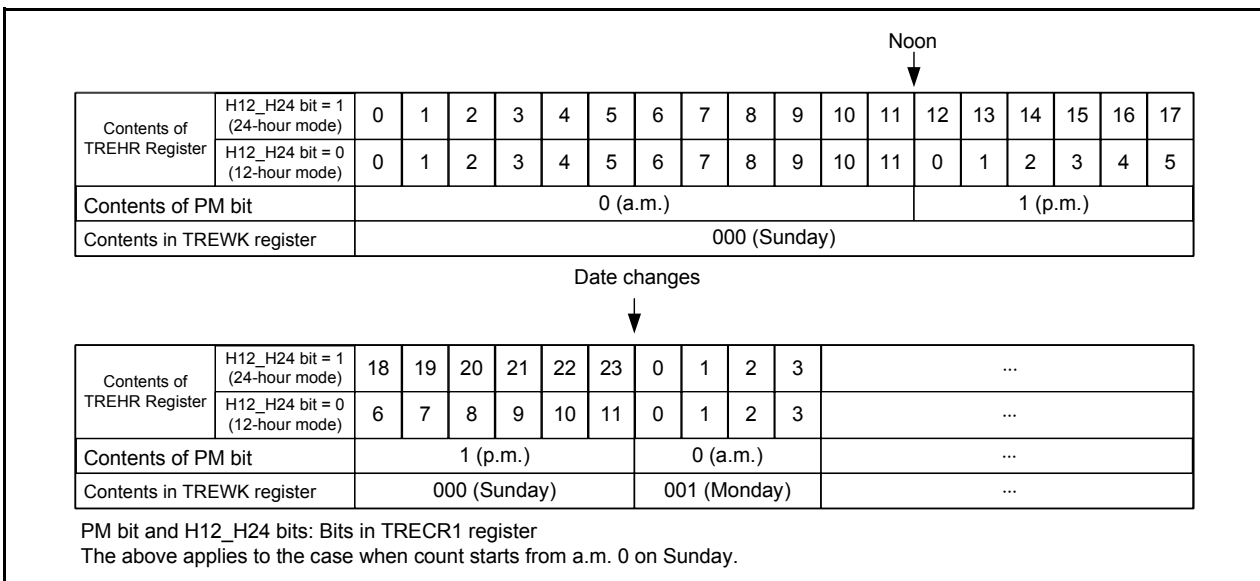 Noon
Contents of TREHR Register
H12_H24 bit = 1 (24-hour mode) 0 1 2 3 4 5 6 7 8 9 10 11 12 13 14 15 16 17
H12_H24 bit = 0 (12-hour mode) 0 1 2 3 4 5 6 7 8 9 10 11 0 1 2 3 4 5
Contents of PM bit 0 (a.m.) 1 (p.m.)
Contents in TREWK register 000 (Sunday)
Date changes
Contents of TREHR Register
H12_H24 bit = 1 (24-hour mode) 18 19 20 21 22 23 0 1 2 3 ...
H12_H24 bit = 0 (12-hour mode) 6 7 8 9 10 11 0 1 2 3 ...
Contents of PM bit 1 (p.m.) 0 (a.m.) ...
Contents in TREWK register 000 (Sunday) 001 (Monday) ...
PM bit and H12_H24 bits: Bits in TRECR1 register
The above applies to the case when count starts from a.m. 0 on Sunday.